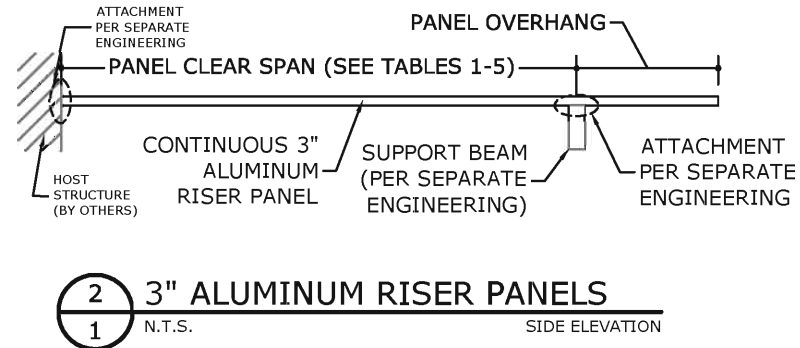 ATTACHMENT
PER SEPARATE
ENGINEERING
PANEL OVERHANG
PANEL CLEAR SPAN (SEE TABLES 1-5)
CONTINUOUS 3"
ALUMINUM
RISER PANEL
SUPPORT BEAM
(PER SEPARATE
ENGINEERING)
ATTACHMENT
PER SEPARATE
ENGINEERING
HOST
STRUCTURE
(BY OTHERS)
2
1
3" ALUMINUM RISER PANELS
N.T.S.
SIDE ELEVATION